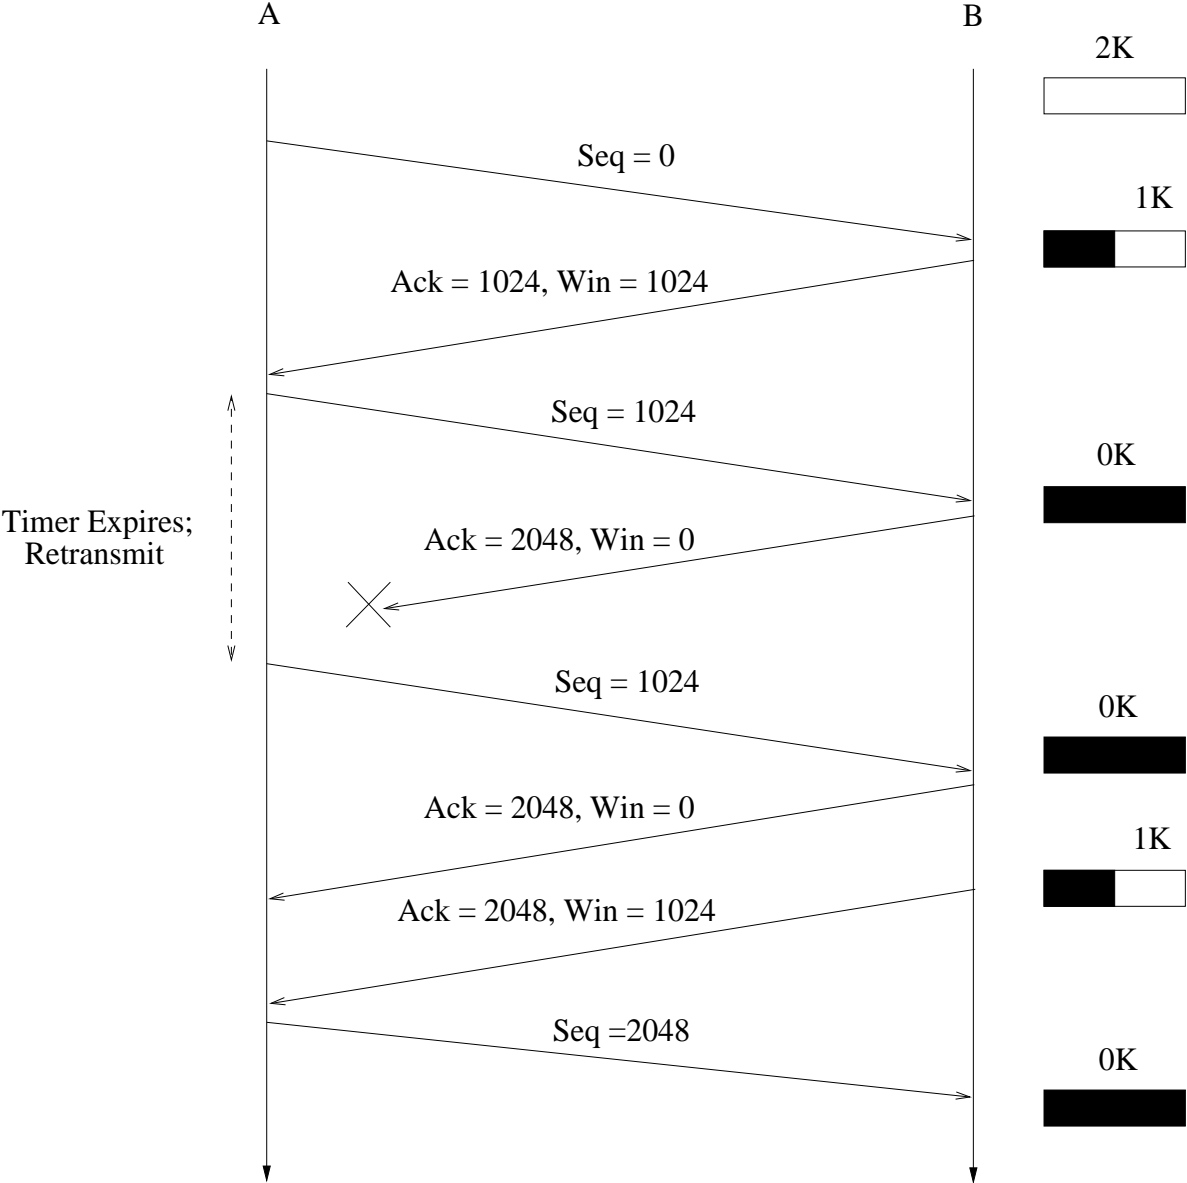 A
B
2K
Seq = 0
1K
Ack = 1024, Win = 1024
Seq = 1024
0K
Timer Expires;
Retransmit
Ack = 2048, Win = 0
Seq = 1024
0K
Ack = 2048, Win = 0
1K
Ack = 2048, Win = 1024
Seq =2048
0K